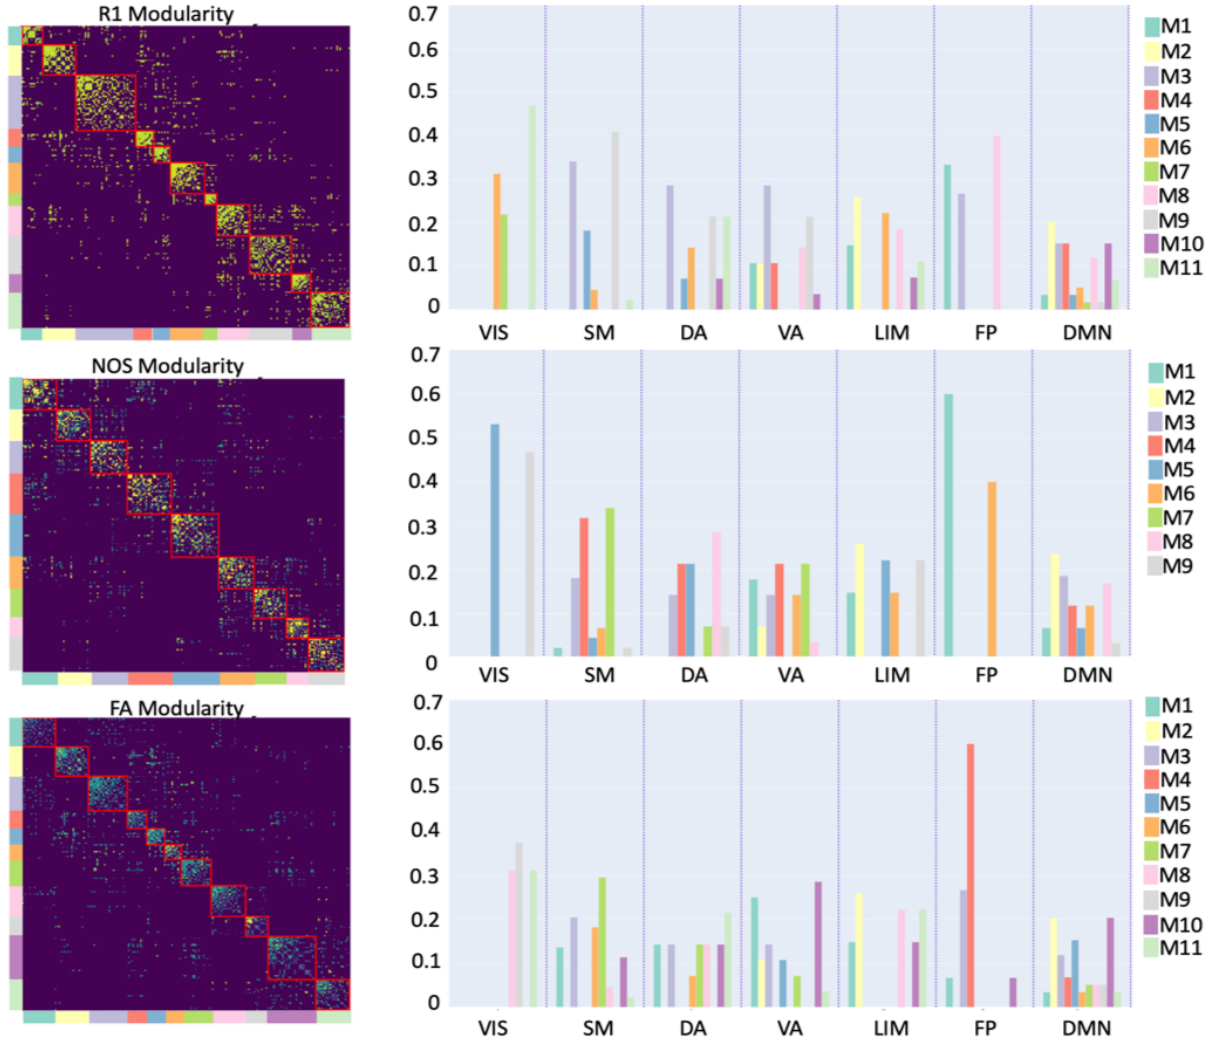 R1 Modularity
0.7
0.6
0.5
0.4
0.3
0.2
0.1
0
VIS SM DA VA LIM FP DMN
M1
M2
M3
M4
M5
M6
M7
M8
M9
M10
M11
NOS Modularity
0.7
0.6
0.5
0.4
0.3
0.2
0.1
0
VIS SM DA VA LIM FP DMN
M1
M2
M3
M4
M5
M6
M7
M8
M9
FA Modularity
0.7
0.6
0.5
0.4
0.3
0.2
0.1
0
VIS SM DA VA LIM FP DMN
M1
M2
M3
M4
M5
M6
M7
M8
M9
M10
M11